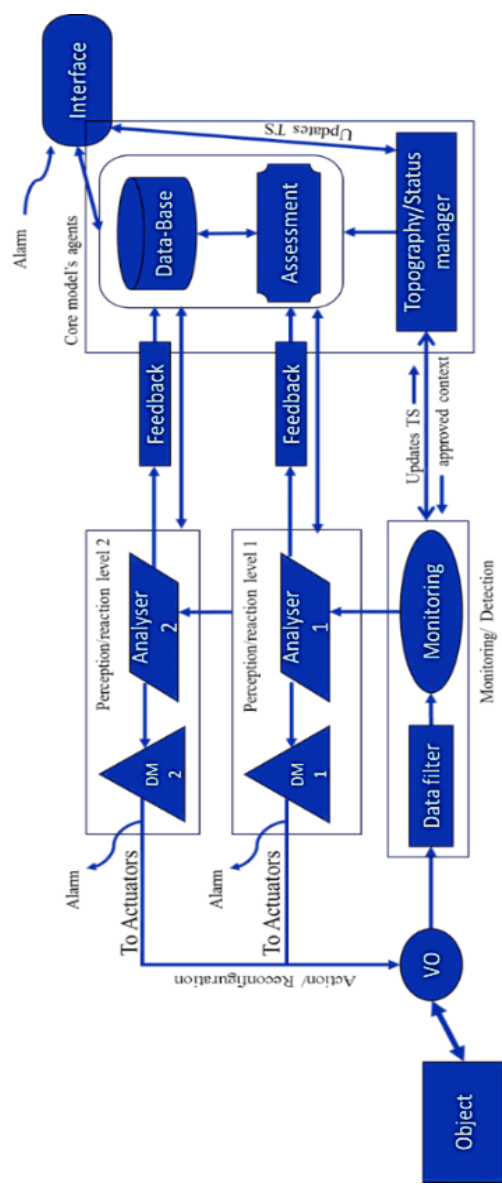 Alarm
Interface
Core model's agents
Data-Base
Assessment
Updates TS
Topography/Status
manager
Feedback
Feedback
Updates TS
approved context
Perception/reaction level 2
Analyser
2
DM
2
Alarm
To Actuators
Perception/reaction level 1
Analyser
1
DM
1
Alarm
To Actuators
Action/ Reconfiguration
Monitoring
Data filter
Monitoring/ Detection
VO
Object